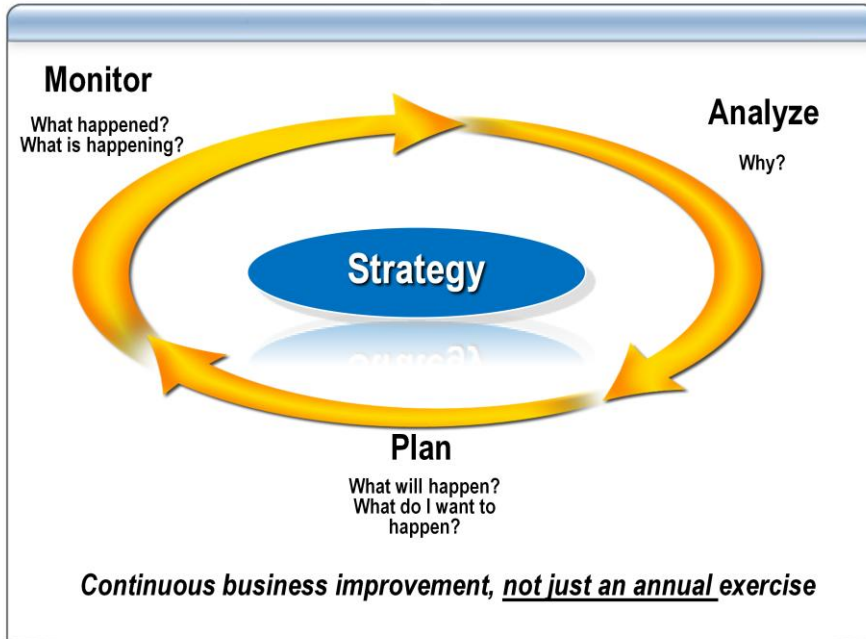 Monitor
What happened?
What is happening?
Analyze
Why?
Strategy
Plan
What will happen?
What do I want to
happen?
Continuous business improvement, not just an annual exercise